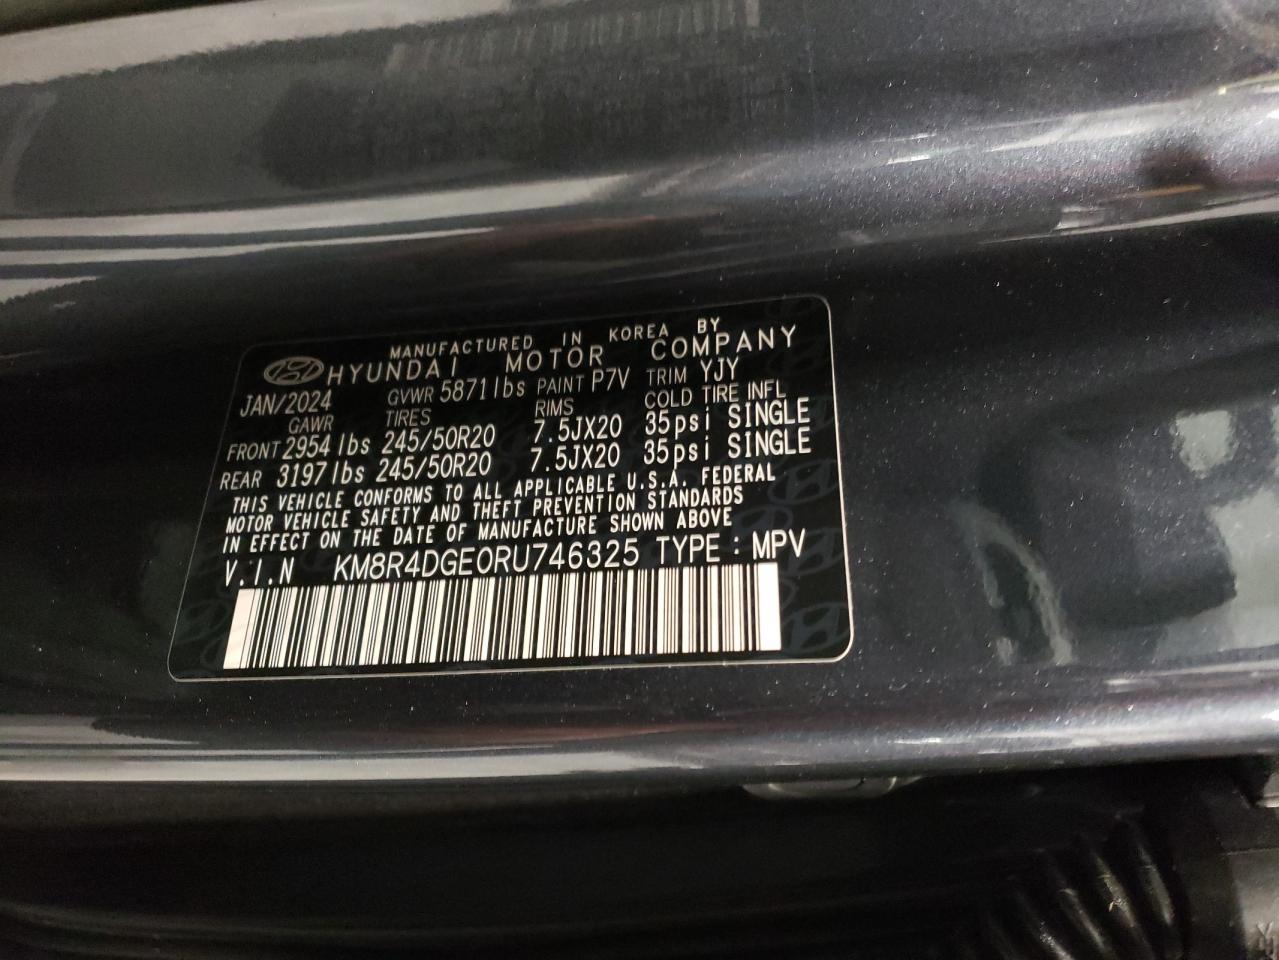 MANUFACTURED IN KOREA BY
HYUNDAI MOTOR COMPANY
JAN/2024 GVWR 5871lbs PAINT P7V TRIM YJY
GAWR TIRES RIMS COLD TIRE INFL
FRONT 2954lbs 245/50R20 7.5JX20 35psi SINGLE
REAR 3197lbs 245/50R20 7.5JX20 35psi SINGLE
THIS VEHICLE CONFORMS TO ALL APPLICABLE U.S.A. FEDERAL
MOTOR VEHICLE SAFETY AND THEFT PREVENTION STANDARDS
IN EFFECT ON THE DATE OF MANUFACTURE SHOWN ABOVE
V.I.N KM8R4DGE0RU746325 TYPE : MPV